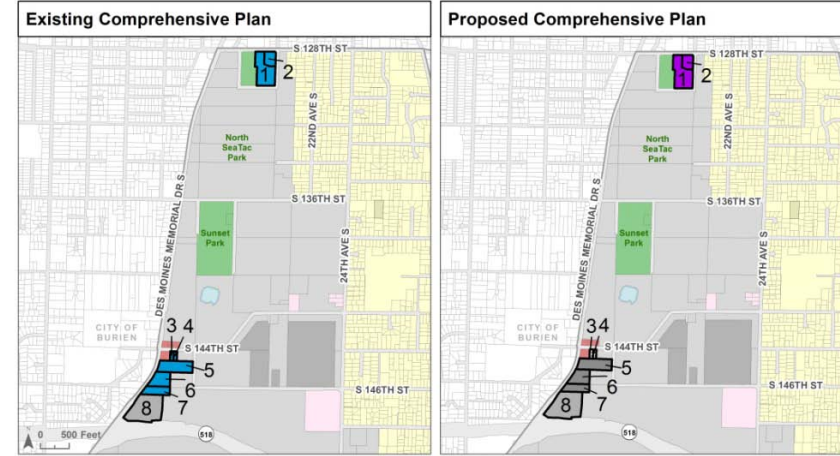 Existing Comprehensive Plan
S 128TH ST
1
2
22ND AVE S
North
SeaTac
Park
S 136TH ST
DES MOINES MEMORIAL DR S
Sunset
Park
24TH AVE S
CITY OF
BURIEN
3 4
S 144TH ST
5
6
S 146TH ST
7
8
0 500 Feet
518
Proposed Comprehensive Plan
S 128TH ST
1
2
22ND AVE S
North
SeaTac
Park
S 136TH ST
DES MOINES MEMORIAL DR S
Sunset
Park
24TH AVE S
CITY OF
BURIEN
3 4
S 144TH ST
5
6
S 146TH ST
7
8
518